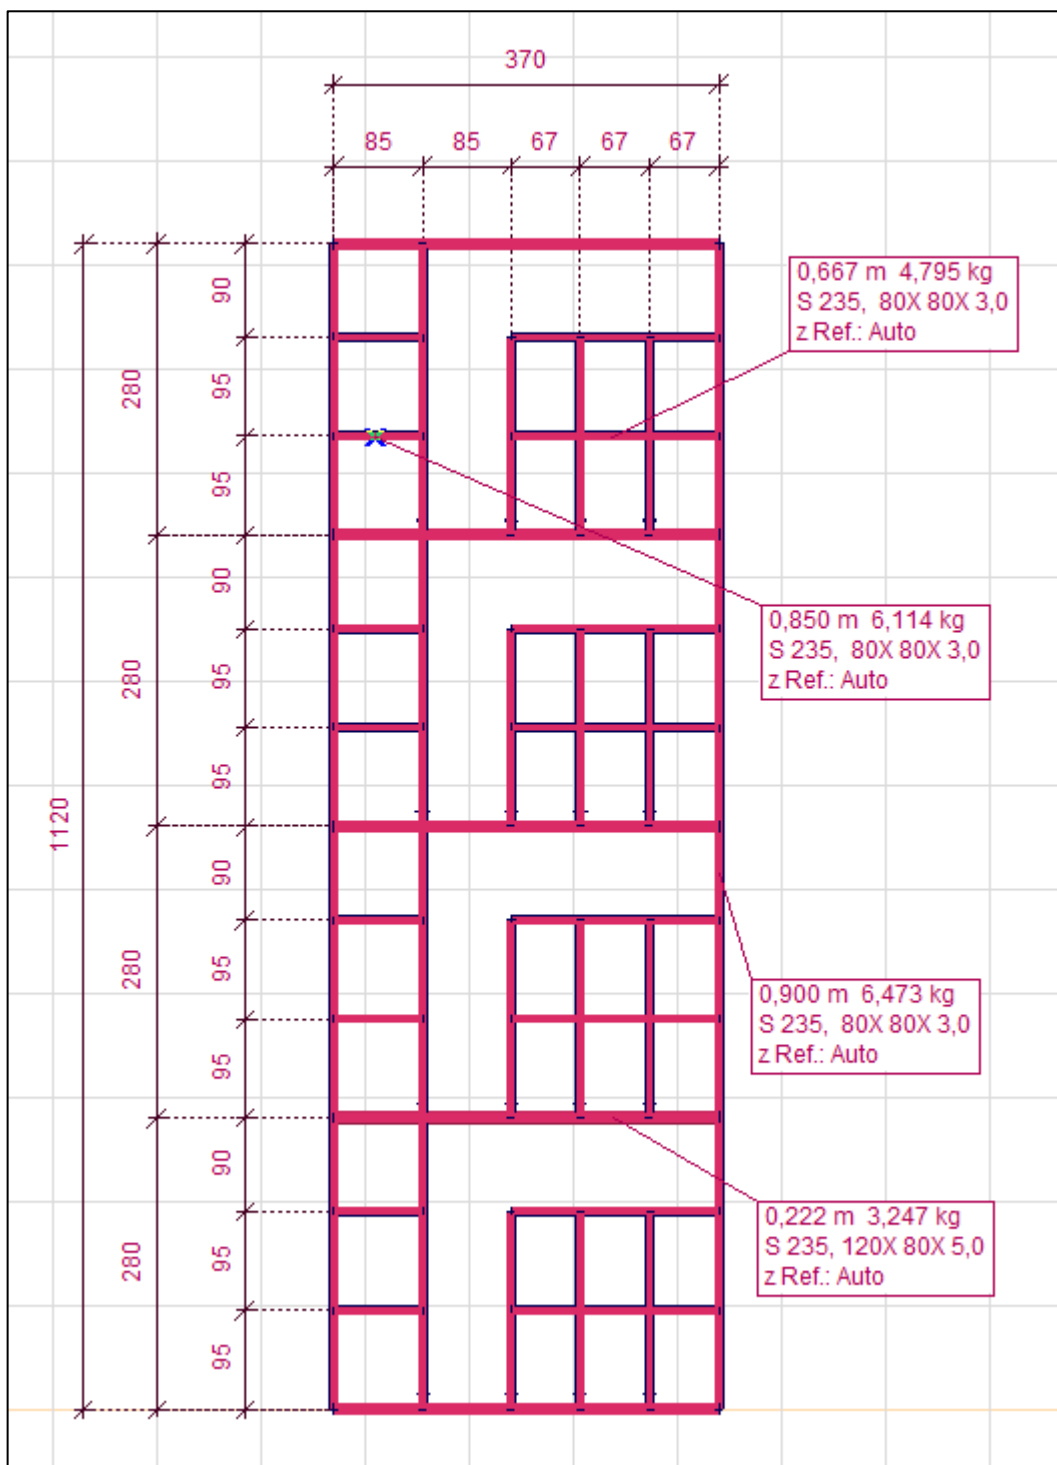 370
85
85
67
67
67
90
95
95
280
90
95
95
280
1120
90
95
95
280
90
95
95
280
0,667 m  4,795 kg
S 235,  80X 80X 3,0
z Ref.: Auto
0,850 m  6,114 kg
S 235,  80X 80X 3,0
z Ref.: Auto
0,900 m  6,473 kg
S 235,  80X 80X 3,0
z Ref.: Auto
0,222 m  3,247 kg
S 235, 120X 80X 5,0
z Ref.: Auto